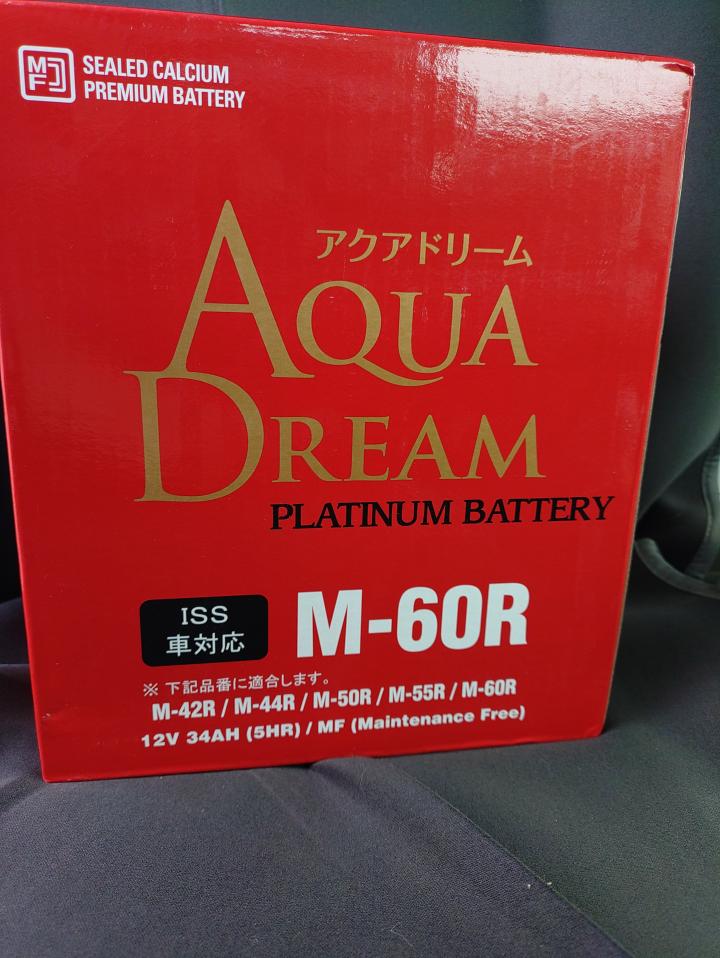 MFJ
SEALED CALCIUM
PREMIUM BATTERY
アクアドリーム
AQUA
DREAM
PLATINUM BATTERY
ISS
車対応
M-60R
※ 下記品番に適合します。
M-42R / M-44R / M-50R / M-55R / M-60R
12V 34AH (5HR) / MF (Maintenance Free)